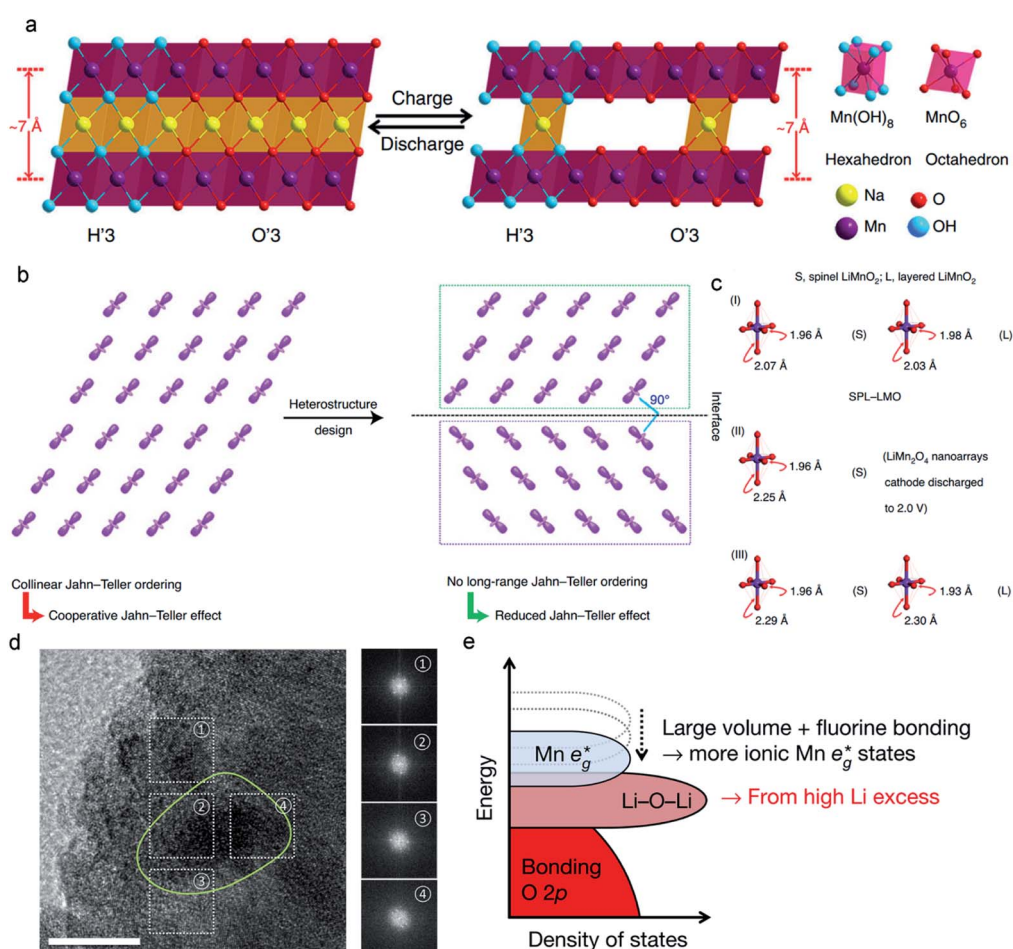 a
~7 Å
Charge
Discharge
~7 Å
H'3
O'3
H'3
O'3
Mn(OH)8
MnO6
Hexahedron
Octahedron
Na
O
Mn
OH
b
Heterostructure
design
90°
Interface
Collinear Jahn–Teller ordering
Cooperative Jahn–Teller effect
No long-range Jahn–Teller ordering
Reduced Jahn–Teller effect
c
S, spinel LiMnO2; L, layered LiMnO2
(I)
1.96 Å
(S)
1.98 Å
(L)
2.07 Å
2.03 Å
SPL–LMO
(II)
1.96 Å
(S)
(LiMn2O4 nanoarrays
cathode discharged
to 2.0 V)
2.25 Å
(III)
1.96 Å
(S)
1.93 Å
(L)
2.29 Å
2.30 Å
d
①
②
④
③
①
②
③
④
e
Energy
Mn eg*
Li–O–Li
Bonding
O 2p
Large volume + fluorine bonding
→ more ionic Mn eg* states
→ From high Li excess
Density of states